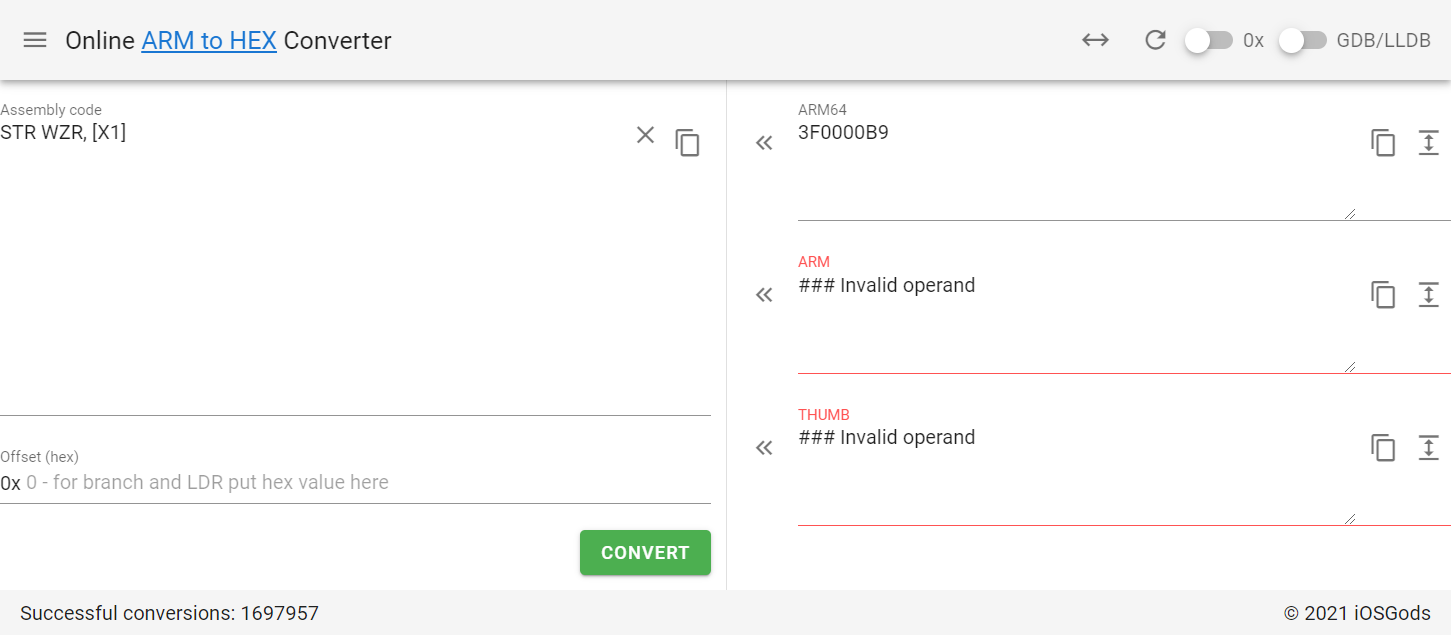 Online ARM to HEX Converter
0x
GDB/LLDB
Assembly code
STR WZR, [X1]
Offset (hex)
0x 0 - for branch and LDR put hex value here
CONVERT
ARM64
3F0000B9
ARM
### Invalid operand
THUMB
### Invalid operand
Successful conversions: 1697957
© 2021 iOSGods